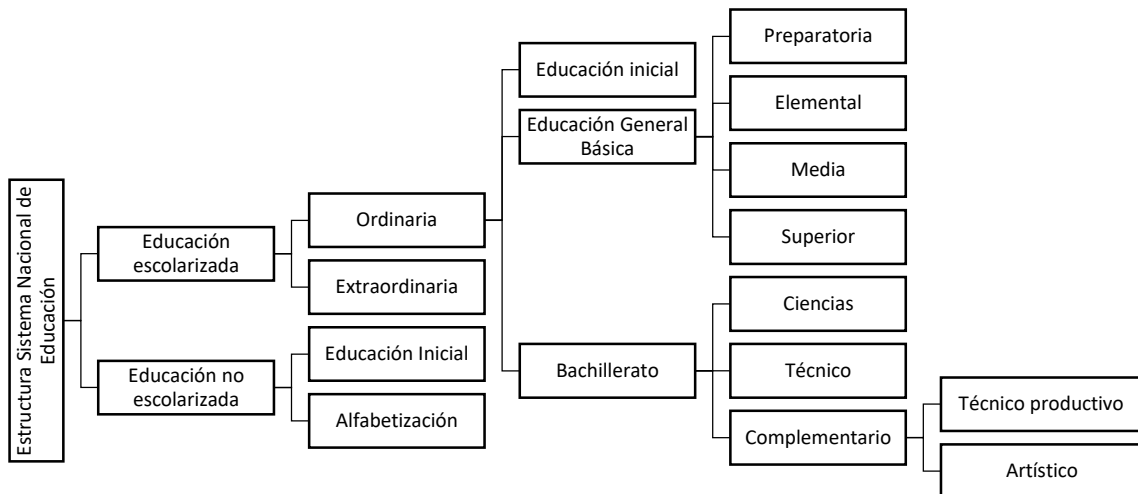 Estructura Sistema Nacional de
Educación
Educación
escolarizada
Educación no
escolarizada
Ordinaria
Extraordinaria
Educación Inicial
Alfabetización
Educación inicial
Educación General
Básica
Bachillerato
Preparatoria
Elemental
Media
Superior
Ciencias
Técnico
Complementario
Técnico productivo
Artístico